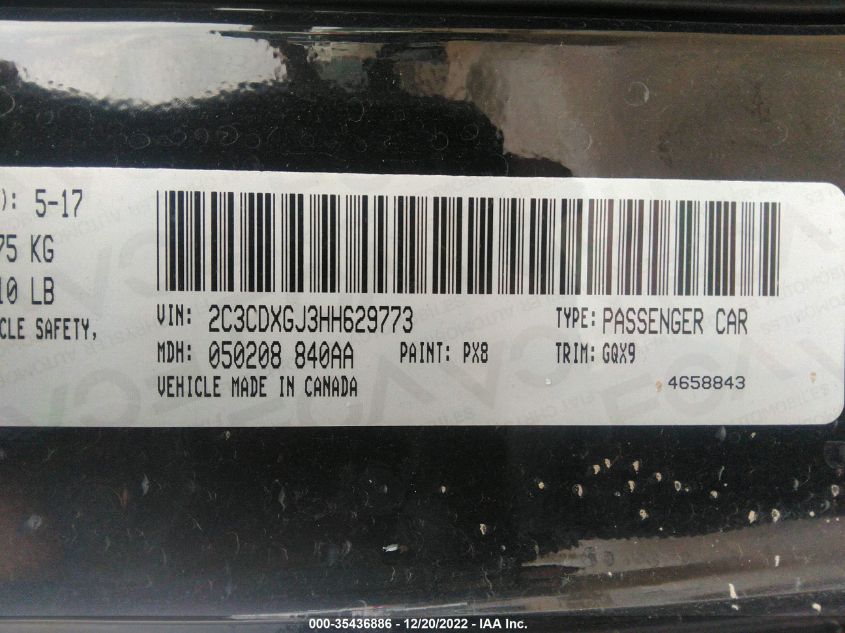 ): 5-17
75 KG
10 LB
CLE SAFETY,
VIN: 2C3CDXGJ3HH629773
TYPE: PASSENGER CAR
MDH: 050208 840AA
PAINT: PX8
TRIM: GQX9
VEHICLE MADE IN CANADA
4658843
000-35436886 - 12/20/2022 - IAA Inc.